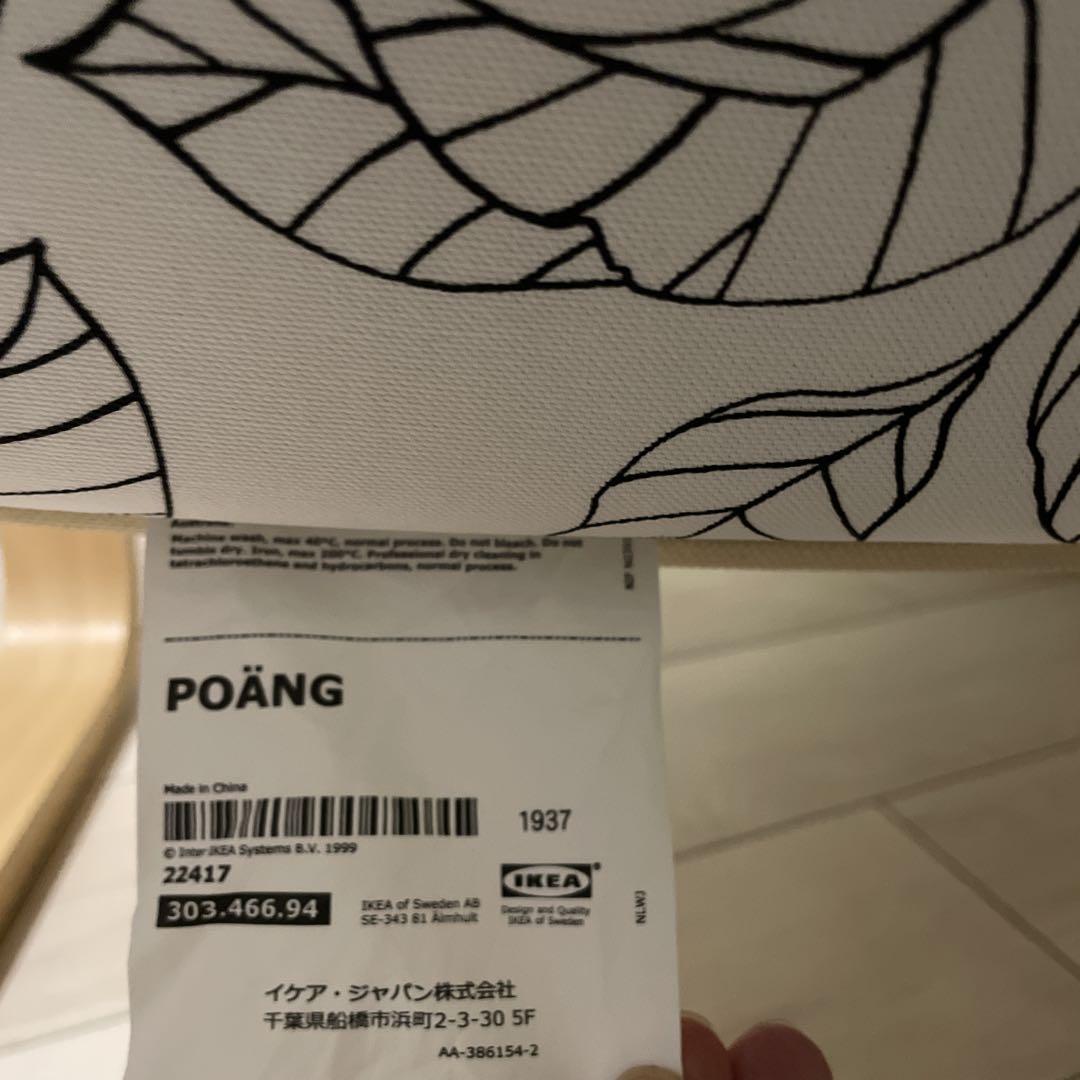 Machine wash, max 40°C, normal process. Do not bleach. Do not
tumble dry. Iron, max 200°C. Professional dry cleaning in
tetrachloroethene and hydrocarbons, normal process.
POÄNG
Made in China
1937
© Inter IKEA Systems B.V. 1999
22417
IKEA
303.466.94
IKEA of Sweden AB
SE-343 81 Älmhult
Design and Quality
IKEA of Sweden
NLWJ
イケア・ジャパン株式会社
千葉県船橋市浜町2-3-30 5F
AA-386154-2